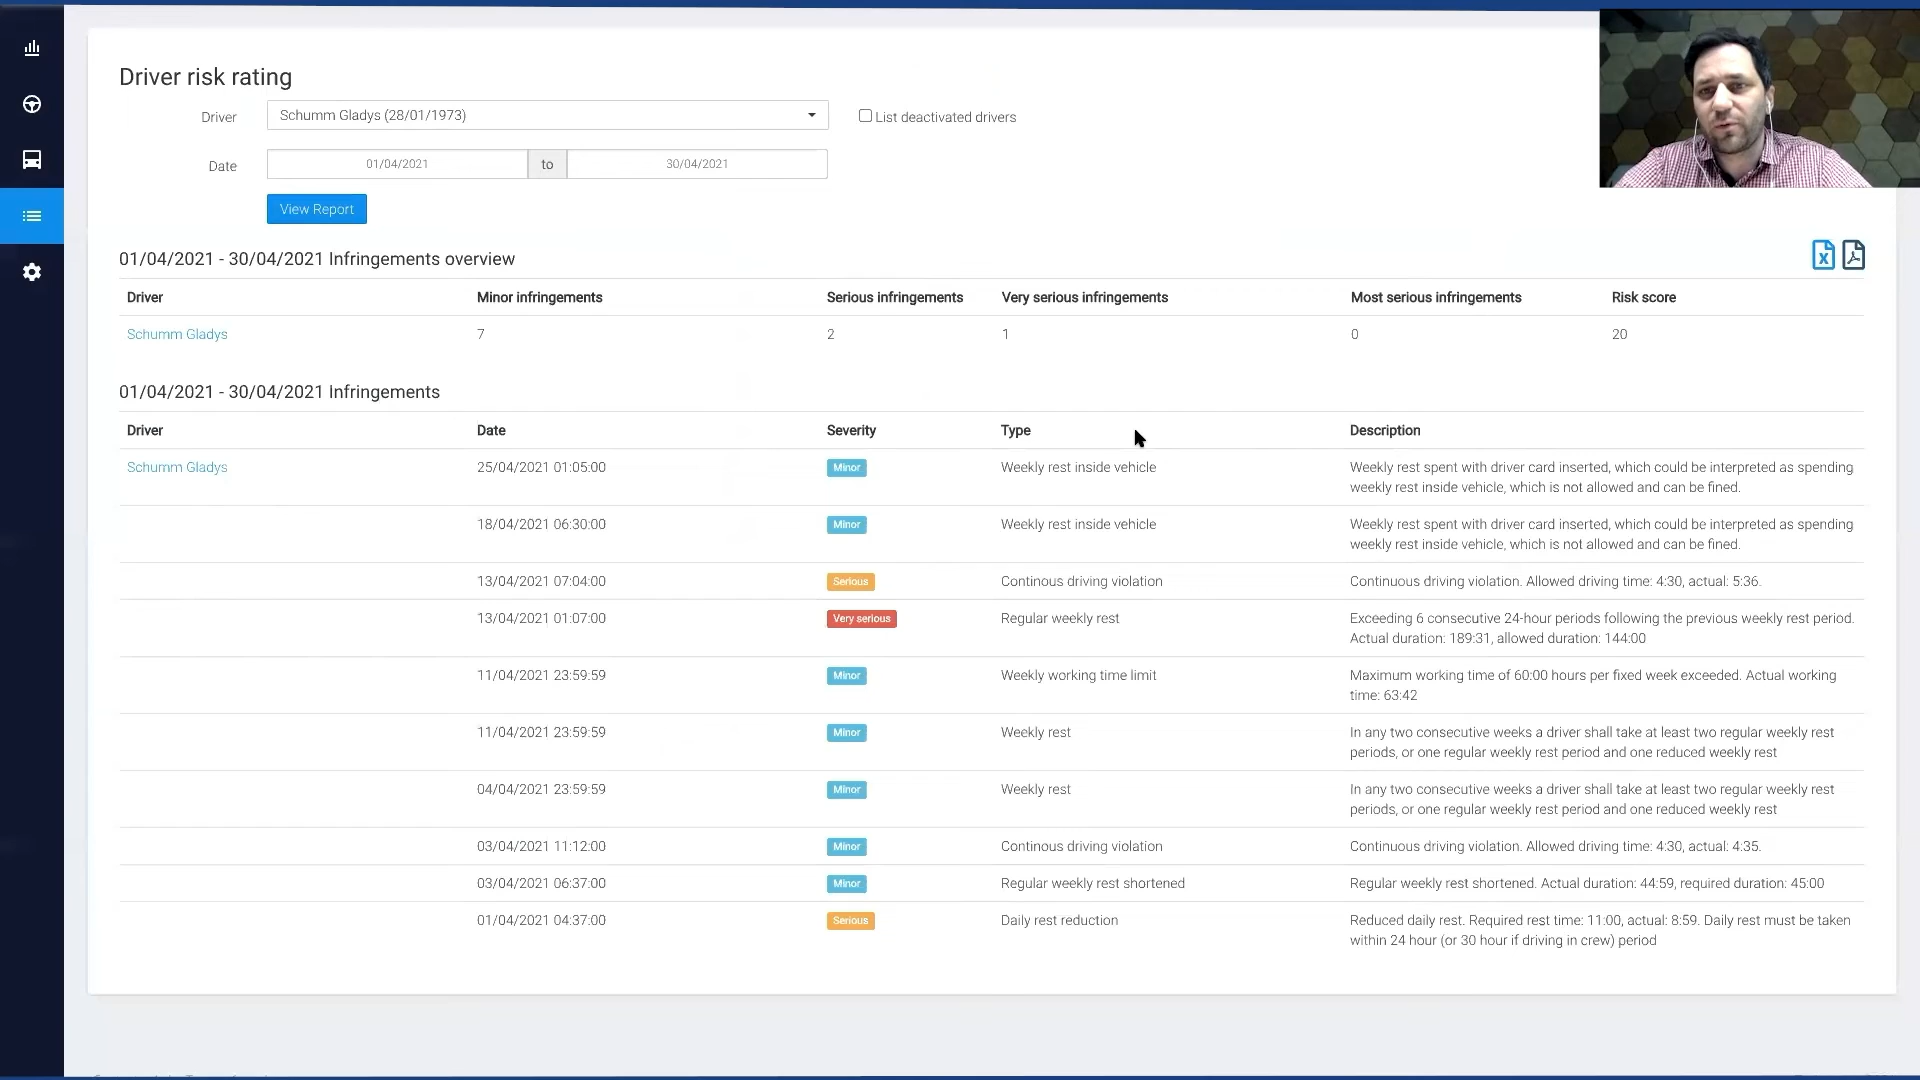 Driver risk rating
Driver
Schumm Gladys (28/01/1973)
List deactivated drivers
Date
01/04/2021
to
30/04/2021
View Report
01/04/2021 - 30/04/2021 Infringements overview
Driver Minor infringements Serious infringements Very serious infringements Most serious infringements Risk score
Schumm Gladys 7 2 1 0 20
01/04/2021 - 30/04/2021 Infringements
Driver Date Severity Type Description
Schumm Gladys 25/04/2021 01:05:00 Minor Weekly rest inside vehicle Weekly rest spent with driver card inserted, which could be interpreted as spending
weekly rest inside vehicle, which is not allowed and can be fined.
18/04/2021 06:30:00 Minor Weekly rest inside vehicle Weekly rest spent with driver card inserted, which could be interpreted as spending
weekly rest inside vehicle, which is not allowed and can be fined.
13/04/2021 07:04:00 Serious Continous driving violation Continuous driving violation. Allowed driving time: 4:30, actual: 5:36.
13/04/2021 01:07:00 Very serious Regular weekly rest Exceeding 6 consecutive 24-hour periods following the previous weekly rest period.
Actual duration: 189:31, allowed duration: 144:00
11/04/2021 23:59:59 Minor Weekly working time limit Maximum working time of 60:00 hours per fixed week exceeded. Actual working
time: 63:42
11/04/2021 23:59:59 Minor Weekly rest In any two consecutive weeks a driver shall take at least two regular weekly rest
periods, or one regular weekly rest period and one reduced weekly rest
04/04/2021 23:59:59 Minor Weekly rest In any two consecutive weeks a driver shall take at least two regular weekly rest
periods, or one regular weekly rest period and one reduced weekly rest
03/04/2021 11:12:00 Minor Continous driving violation Continuous driving violation. Allowed driving time: 4:30, actual: 4:35.
03/04/2021 06:37:00 Minor Regular weekly rest shortened Regular weekly rest shortened. Actual duration: 44:59, required duration: 45:00
01/04/2021 04:37:00 Serious Daily rest reduction Reduced daily rest. Required rest time: 11:00, actual: 8:59. Daily rest must be taken
within 24 hour (or 30 hour if driving in crew) period